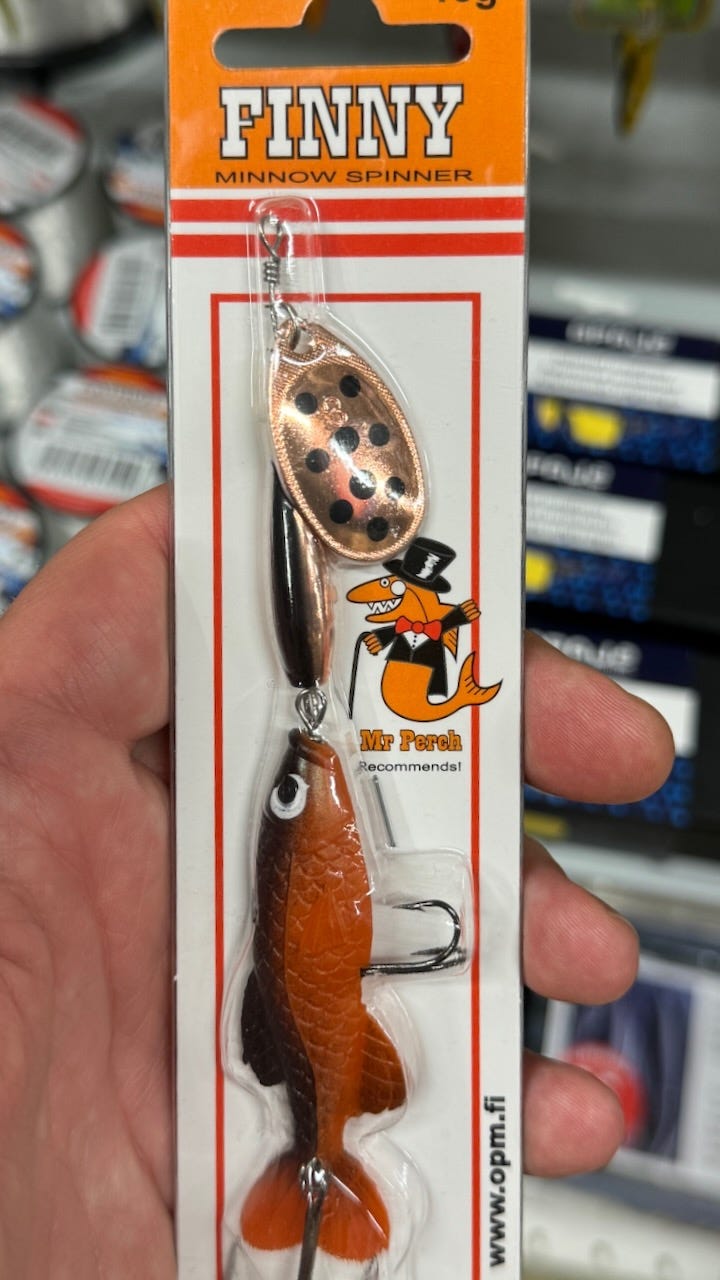 FINNY
MINNOW SPINNER
Mr Perch
Recommends!
www.opm.fi